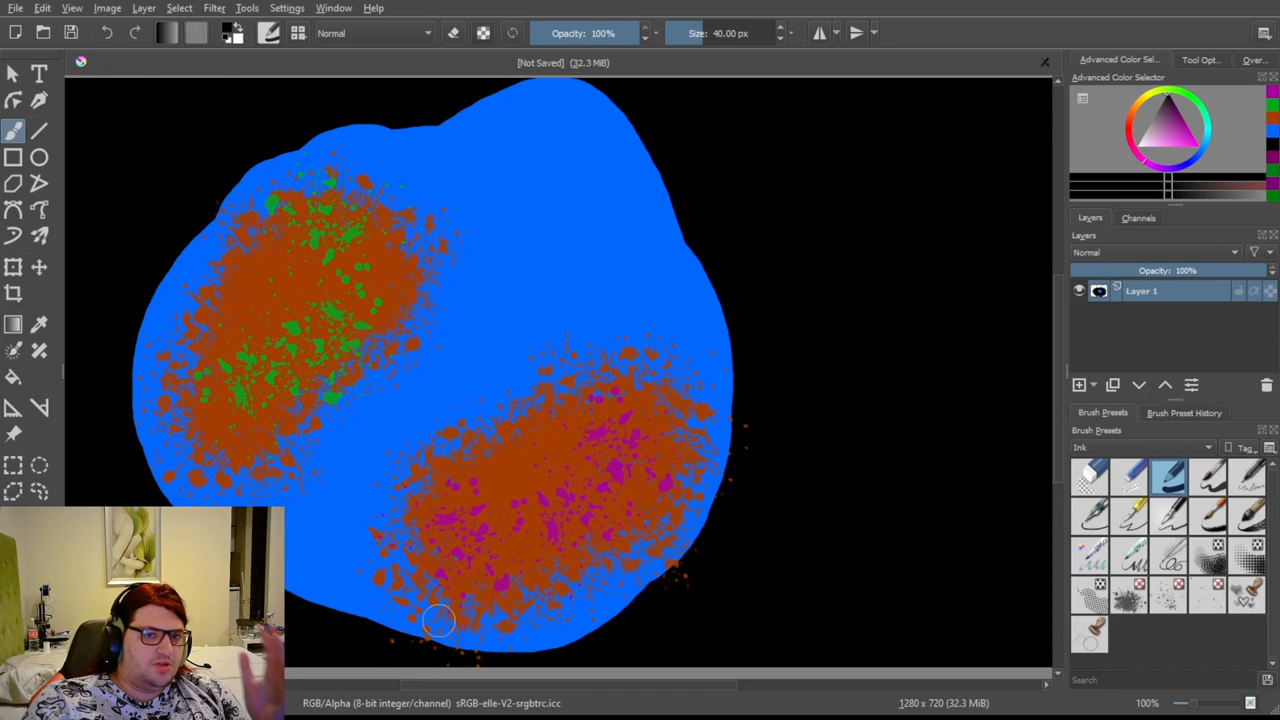 File Edit View Image Layer Select Filter Tools Settings Window Help
Normal Opacity: 100% Size: 40.00 px
[Not Saved] (32.3 MiB)
Advanced Color Sel... Tool Opt... Over...
Advanced Color Selector
Layers Channels
Layers
Normal
Opacity: 100%
Layer 1
Brush Presets Brush Preset History
Brush Presets
Ink Tag
Search
RGB/Alpha (8-bit integer/channel) sRGB-elle-V2-srgbtrc.icc 1280 x 720 (32.3 MiB) 100%